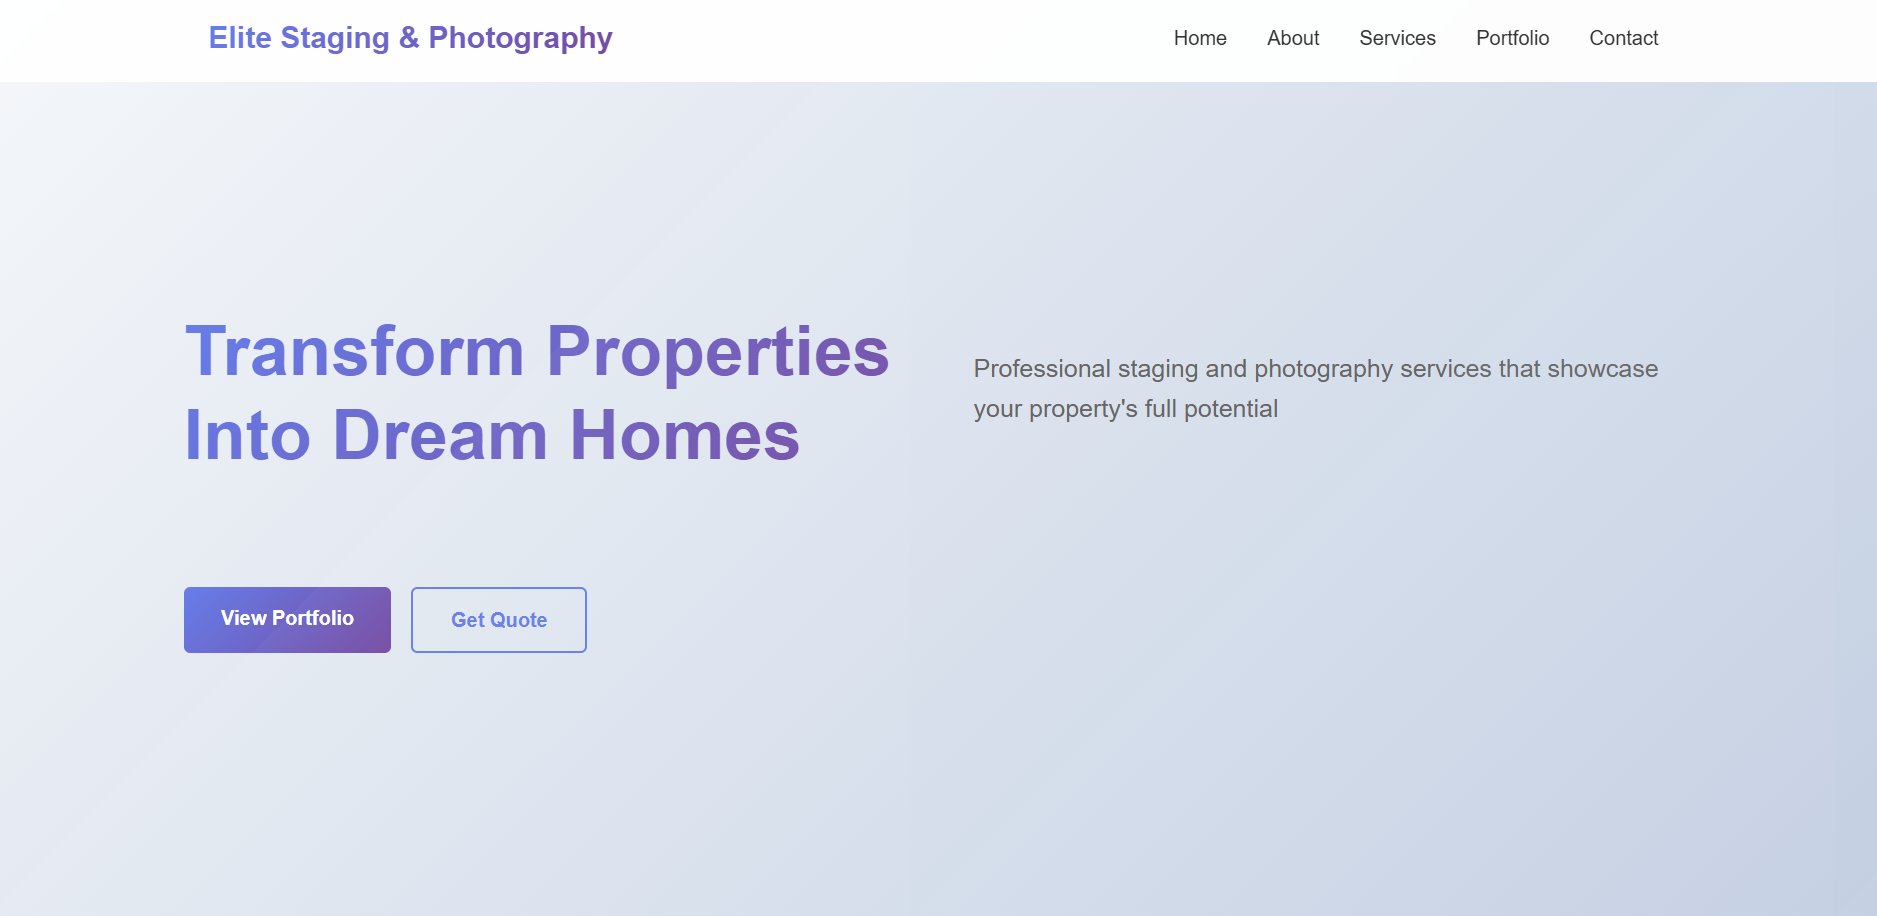 Elite Staging & Photography
Home
About
Services
Portfolio
Contact
Transform Properties
Into Dream Homes
Professional staging and photography services that showcase
your property's full potential
View Portfolio
Get Quote